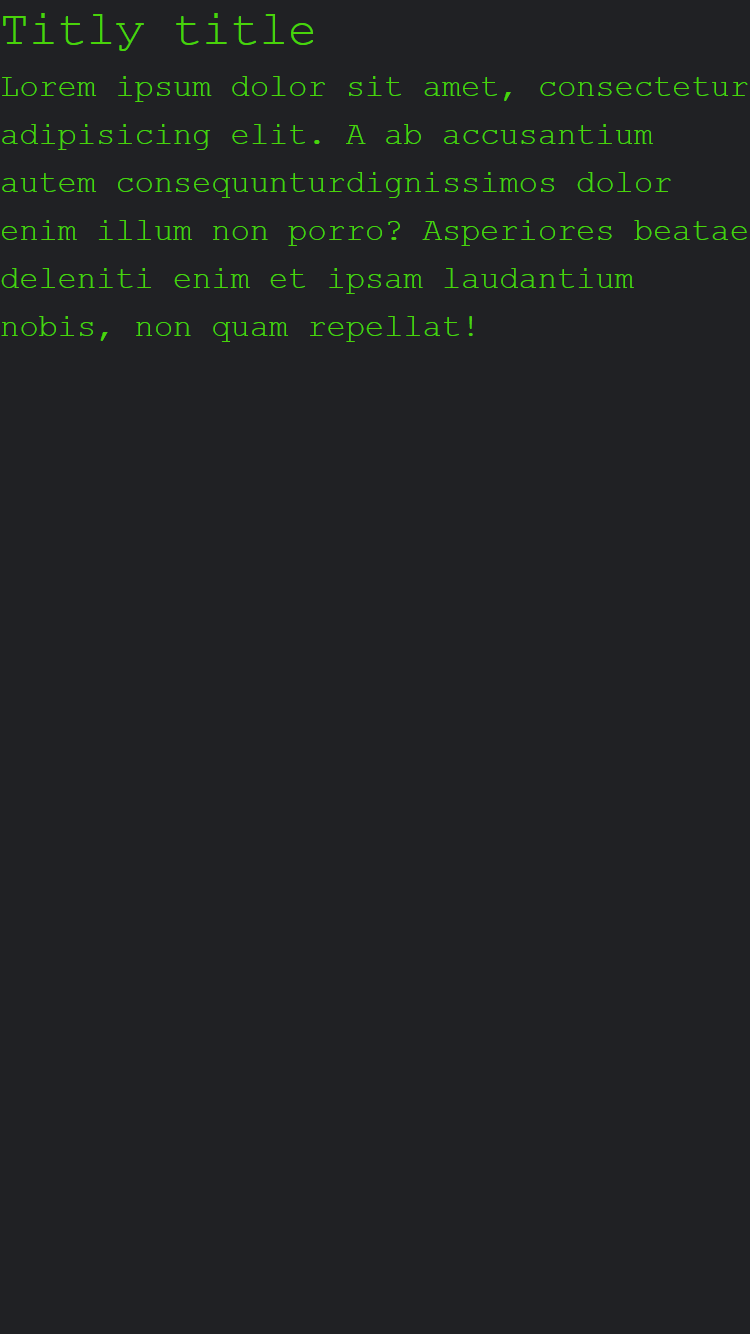 Titly title
Lorem ipsum dolor sit amet, consectetur
adipisicing elit. A ab accusantium
autem consequunturdignissimos dolor
enim illum non porro? Asperiores beatae
deleniti enim et ipsam laudantium
nobis, non quam repellat!